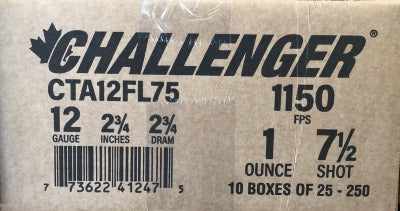 CHALLENGER
CTA12FL75 1150
FPS
12 2¾ 2¾ 1 7½
GAUGE INCHES DRAM OUNCE SHOT
7 73622 41247 5 10 BOXES OF 25 - 250